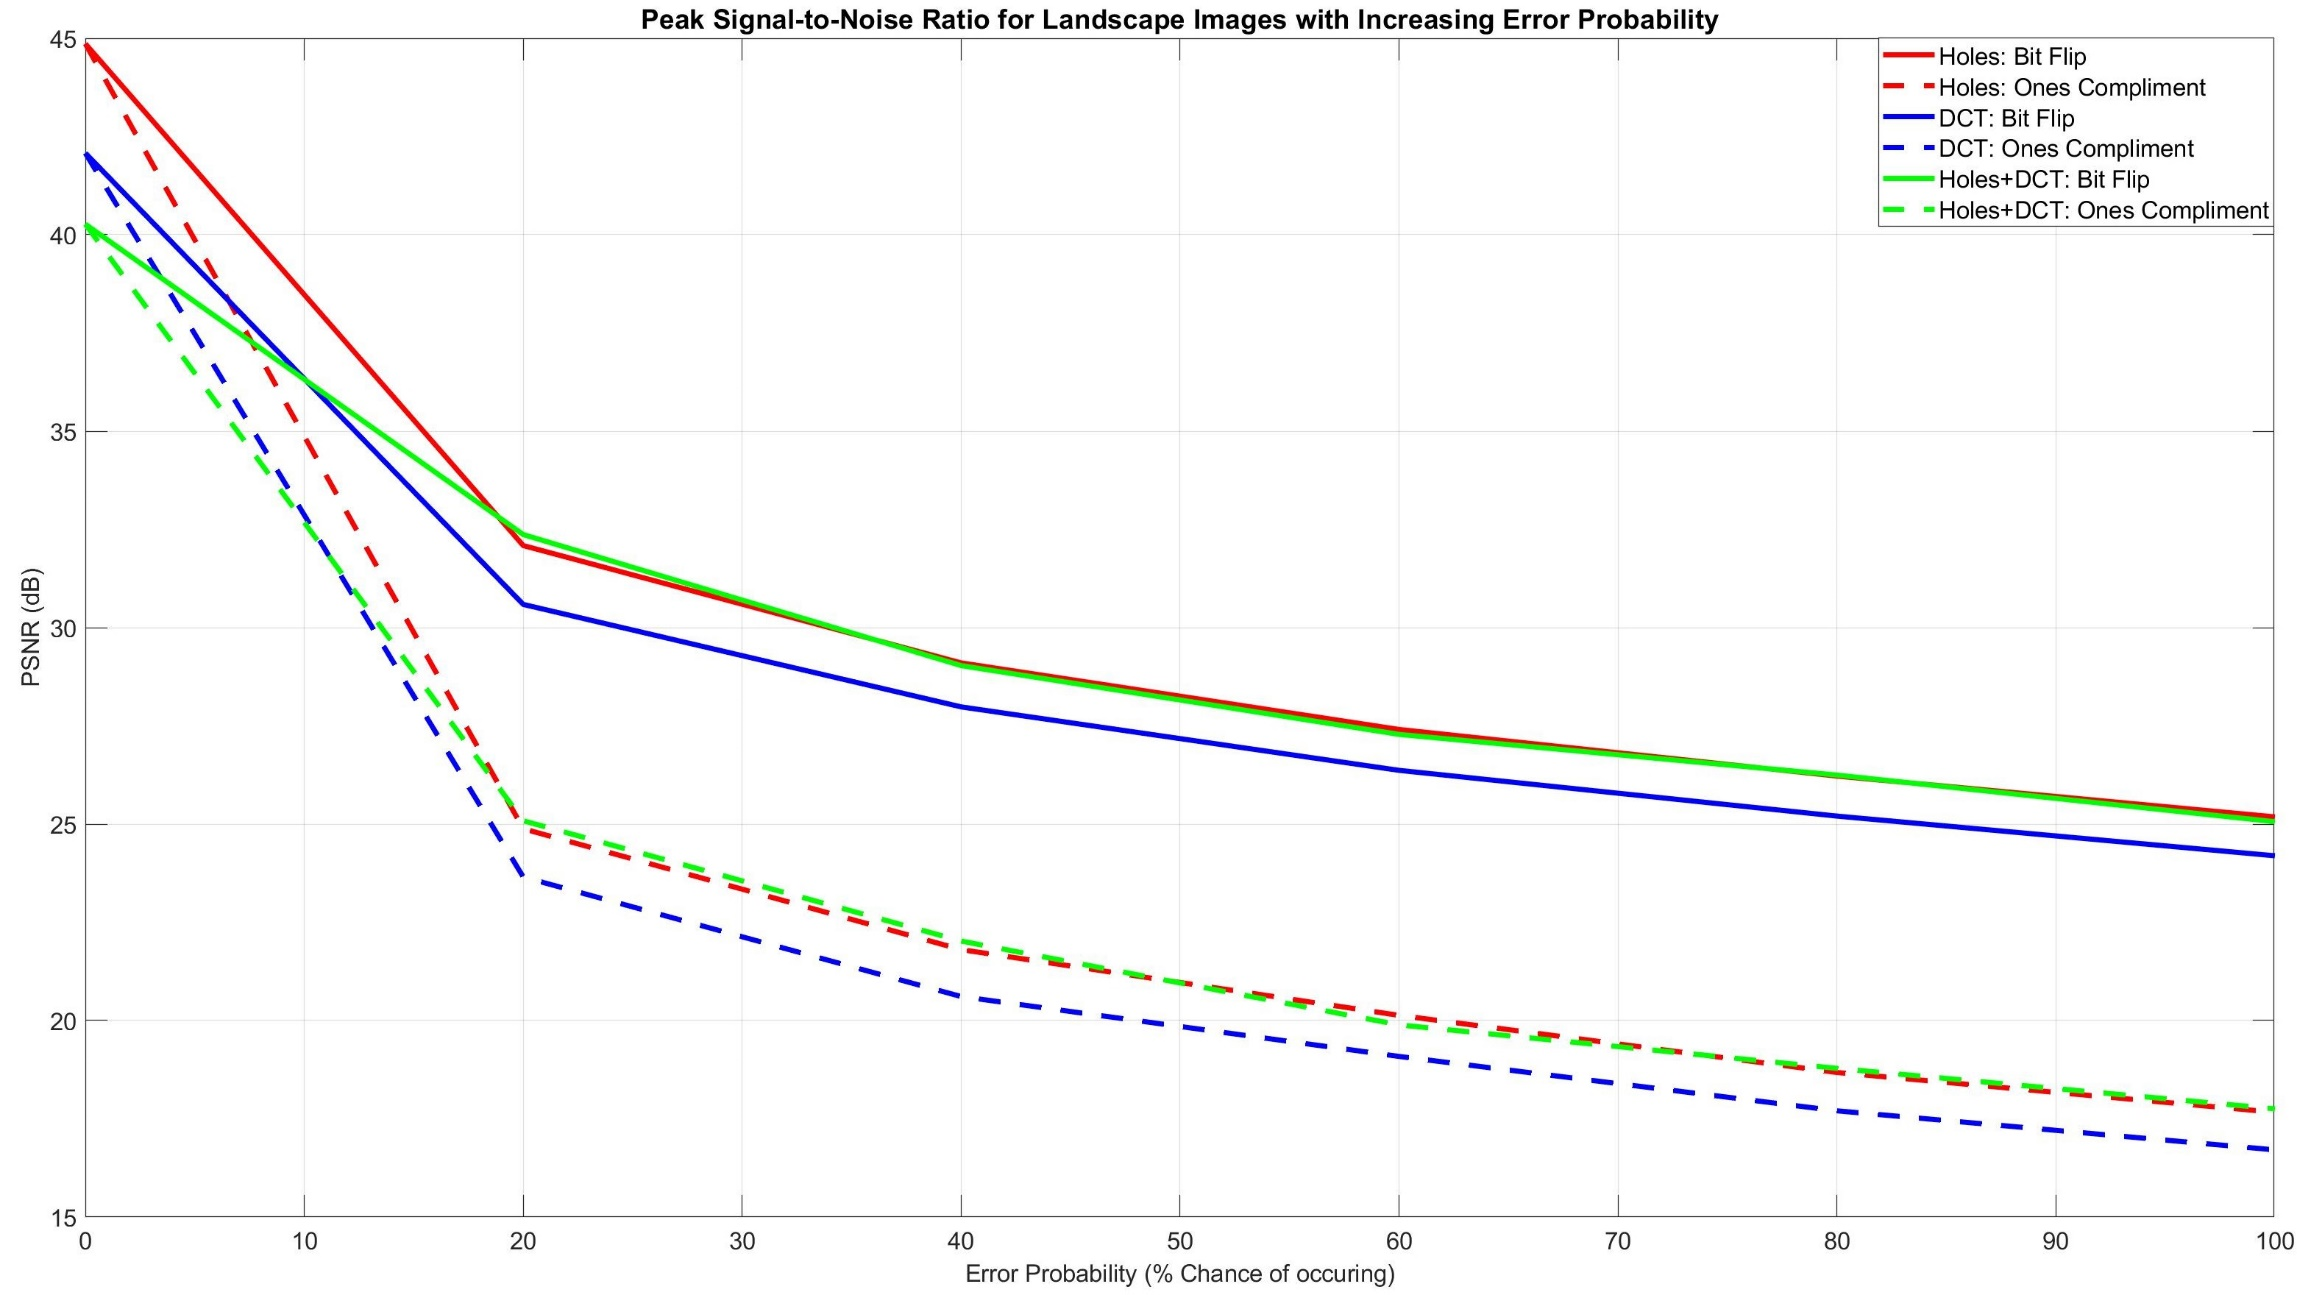 Peak Signal-to-Noise Ratio for Landscape Images with Increasing Error Probability
45
40
35
30
25
20
15
PSNR (dB)
Holes: Bit Flip
Holes: Ones Compliment
DCT: Bit Flip
DCT: Ones Compliment
Holes+DCT: Bit Flip
Holes+DCT: Ones Compliment
0 10 20 30 40 50 60 70 80 90 100
Error Probability (% Chance of occuring)